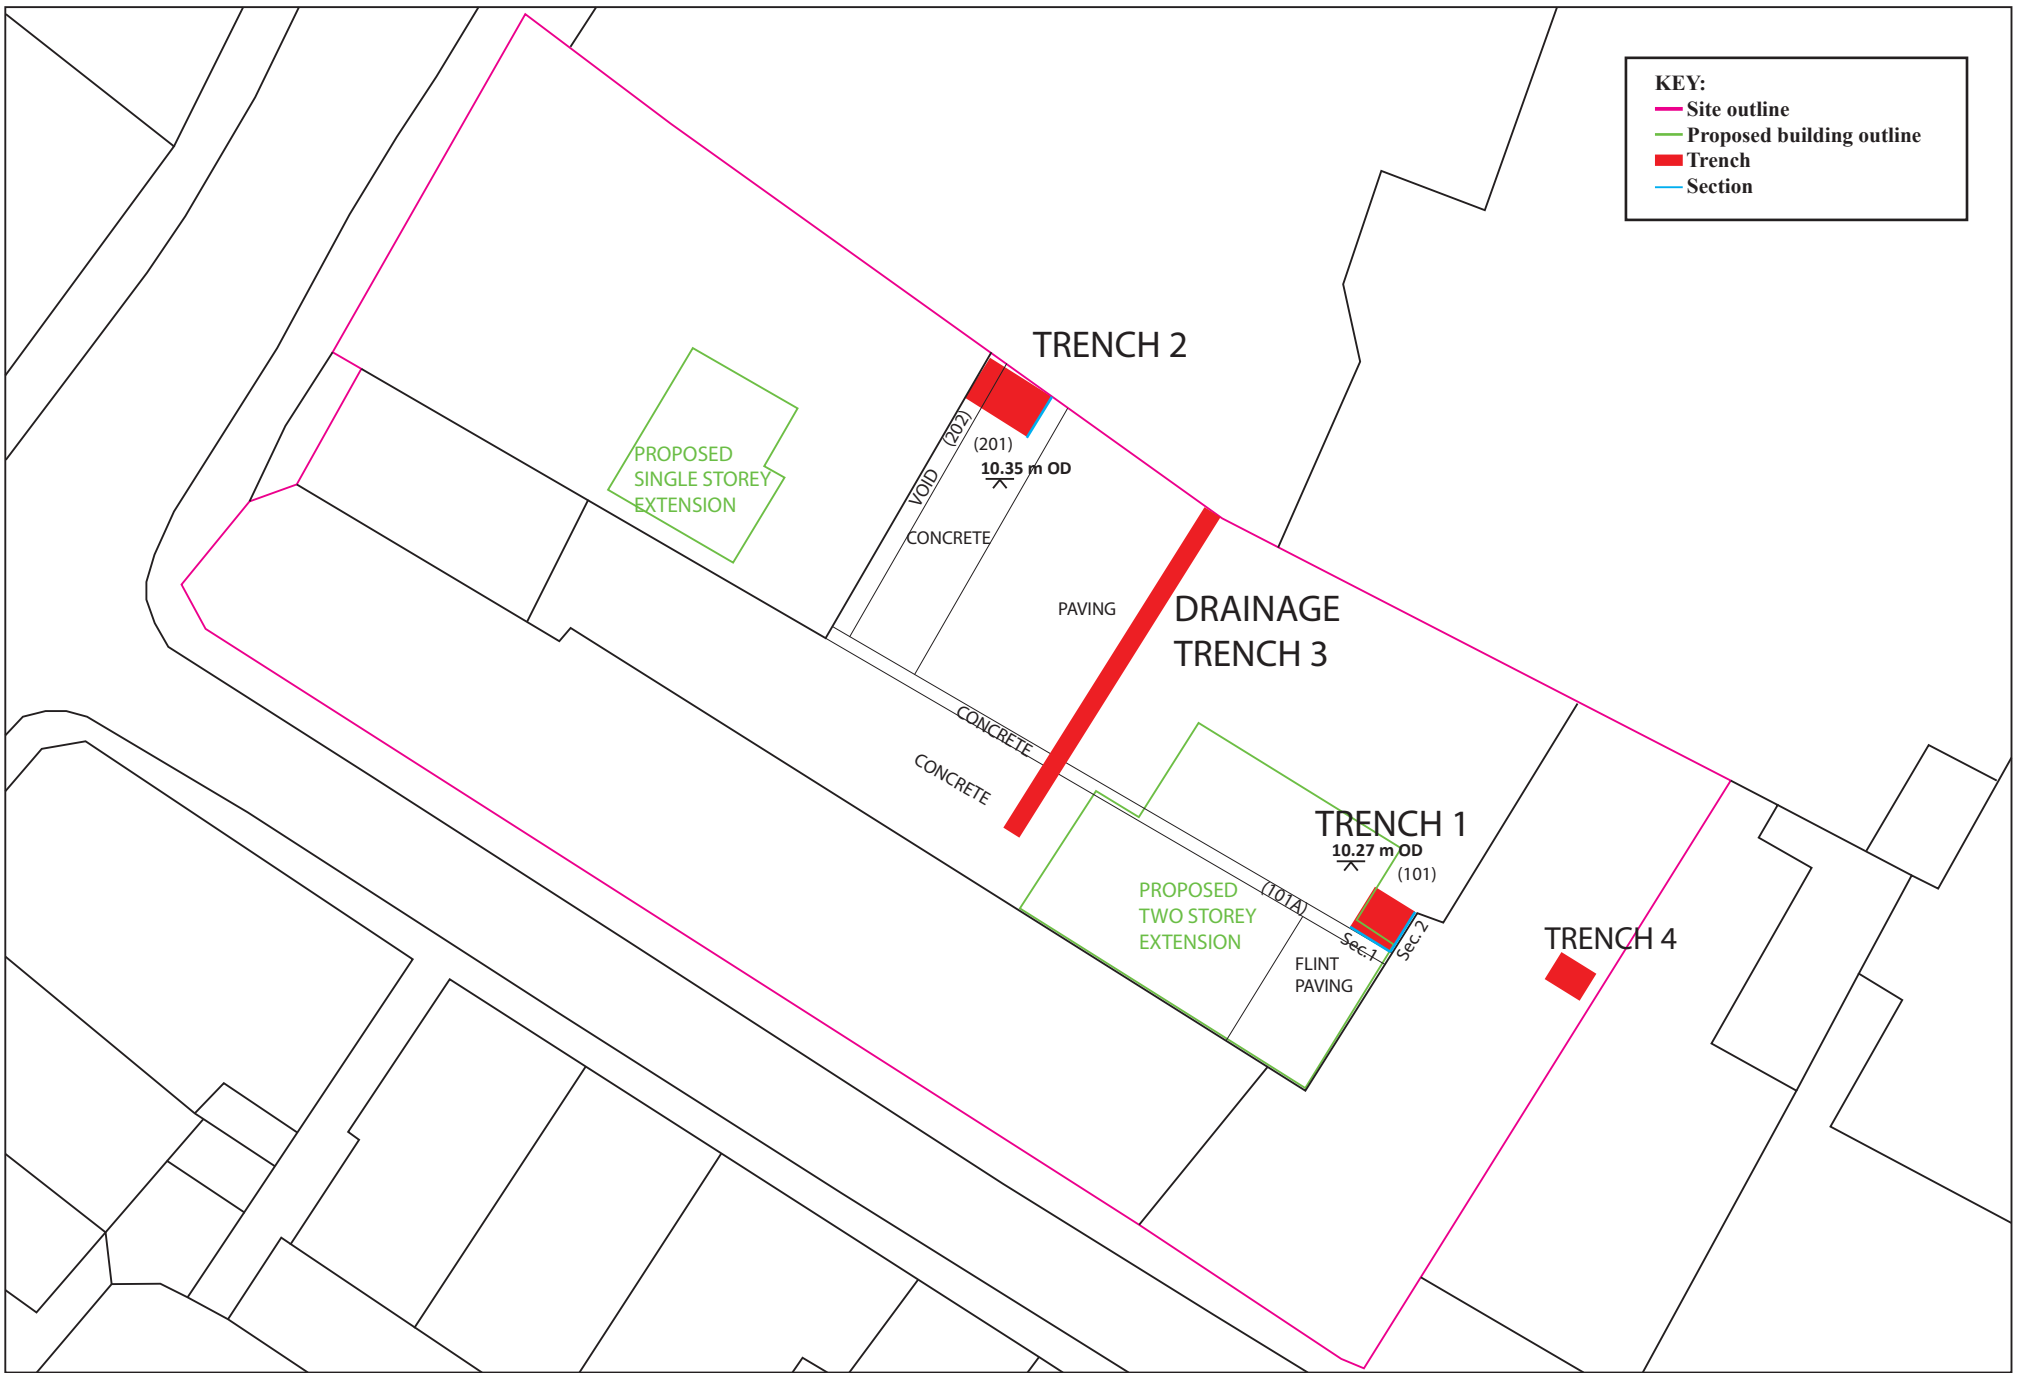 KEY:
Site outline
Proposed building outline
Trench
Section
TRENCH 2
(202)
(201)
10.35 m OD
VOID
CONCRETE
PROPOSED
SINGLE STOREY
EXTENSION
PAVING
DRAINAGE
TRENCH 3
CONCRETE
CONCRETE
TRENCH 1
10.27 m OD
(101)
(101A)
PROPOSED
TWO STOREY
EXTENSION
Sec.1
Sec. 2
FLINT
PAVING
TRENCH 4